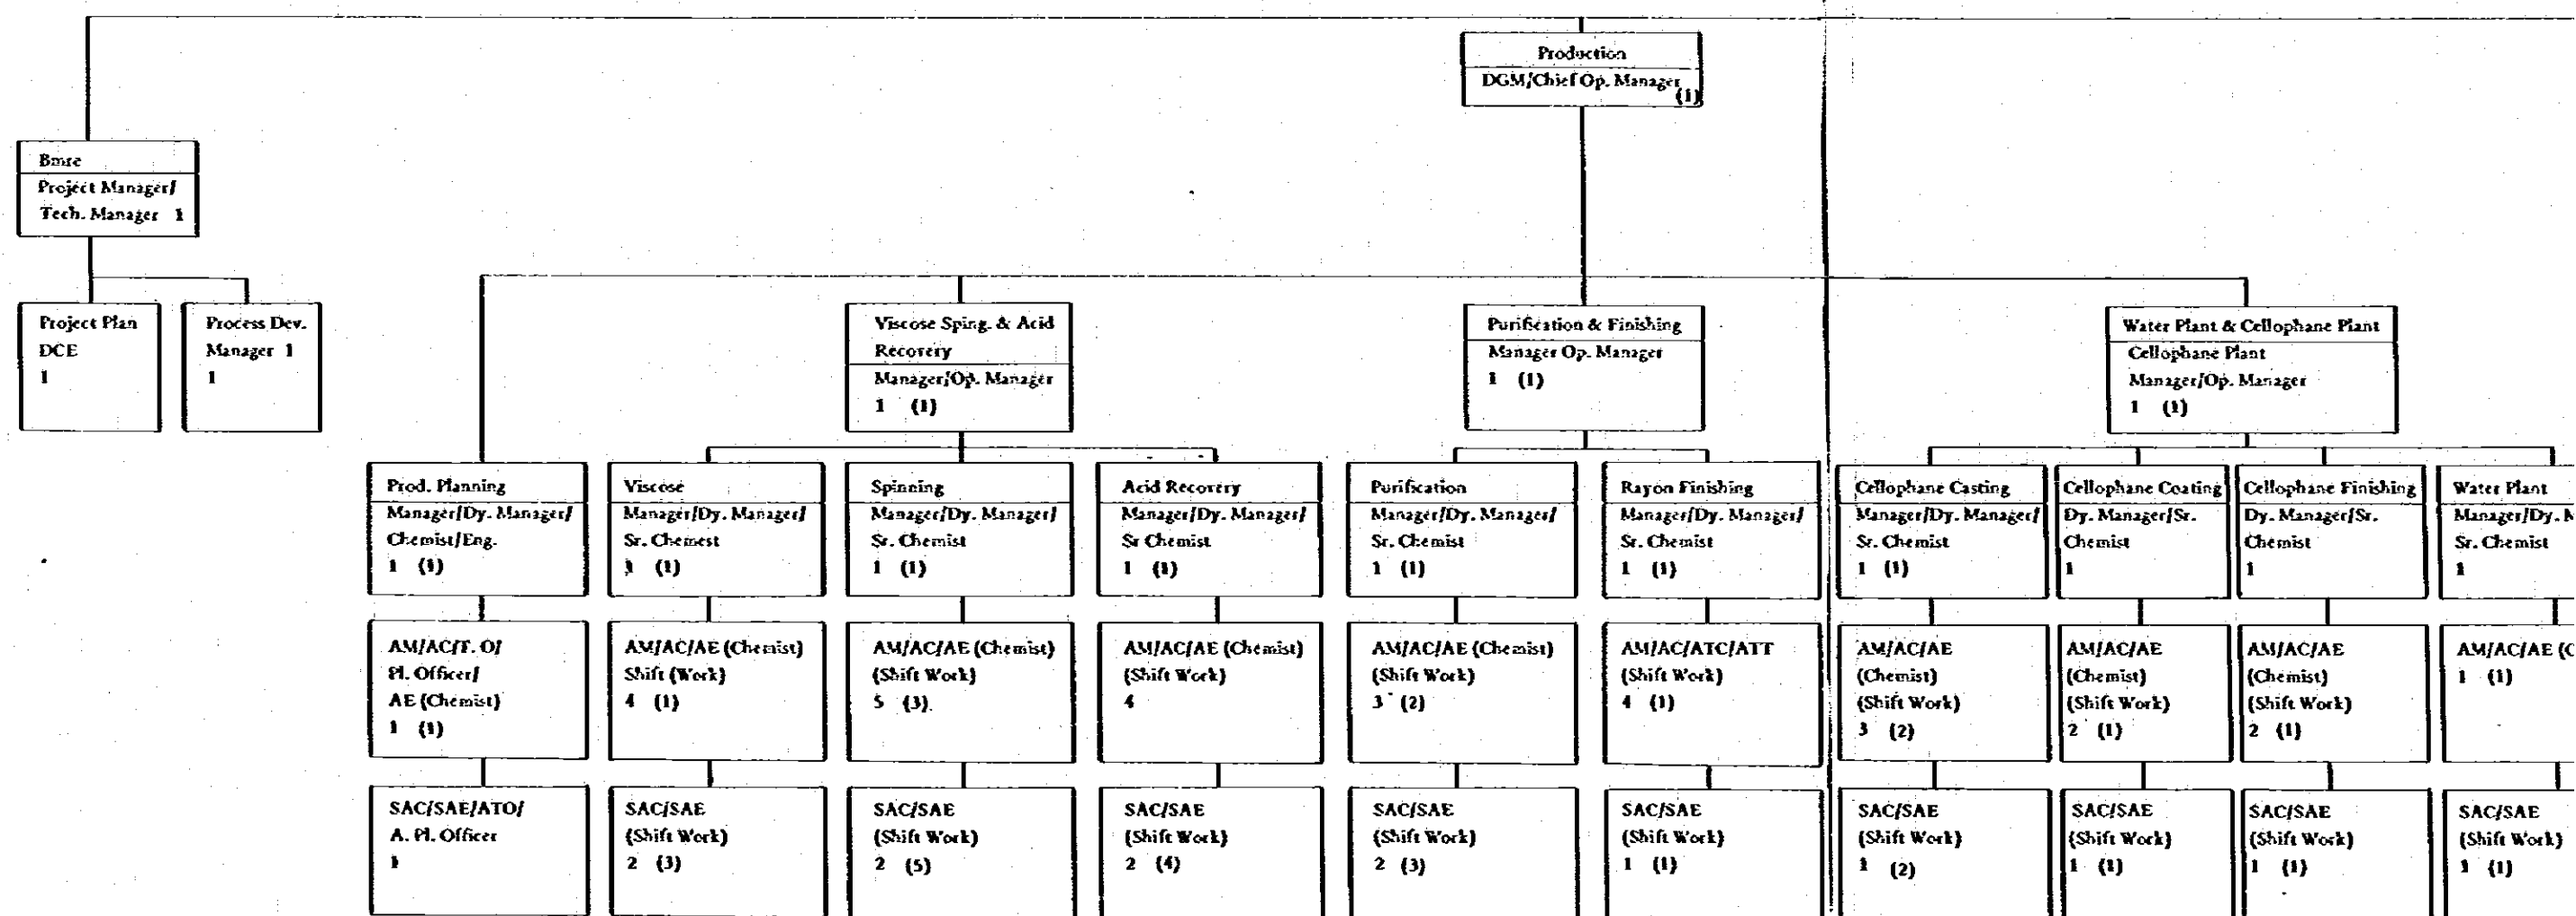 Production
DGM/Chief Op. Manager
(1)
Bmre
Project Manager/
Tech. Manager 1
Project Plan
DCE
1
Process Dev.
Manager 1
1
Viscose Sping. & Acid
Recovery
Manager/Op. Manager
1 (1)
Purification & Finishing
Manager Op. Manager
1 (1)
Water Plant & Cellophane Plant
Cellophane Plant
Manager/Op. Manager
1 (1)
Prod. Planning
Manager/Dy. Manager/
Chemist/Eng.
1 (1)
Viscose
Manager/Dy. Manager/
Sr. Chemest
1 (1)
Spinning
Manager/Dy. Manager/
Sr. Chemist
1 (1)
Acid Recovery
Manager/Dy. Manager/
Sr Chemist
1 (1)
Purification
Manager/Dy. Manager/
Sr. Chemist
1 (1)
Rayon Finishing
Manager/Dy. Manager/
Sr. Chemist
1 (1)
Cellophane Casting
Manager/Dy. Manager/
Sr. Chemist
1 (1)
Cellophane Coating
Dy. Manager/Sr.
Chemist
1
Cellophane Finishing
Dy. Manager/Sr.
Chemist
1
Water Plant
Manager/Dy. M
Sr. Chemist
1
AM/AC/T. O/
Pl. Officer/
AE (Chemist)
1 (1)
AM/AC/AE (Chemist)
Shift (Work)
4 (1)
AM/AC/AE (Chemist)
(Shift Work)
5 (3)
AM/AC/AE (Chemist)
(Shift Work)
4
AM/AC/AE (Chemist)
(Shift Work)
3 (2)
AM/AC/ATC/ATT
(Shift Work)
4 (1)
AM/AC/AE
(Chemist)
(Shift Work)
3 (2)
AM/AC/AE
(Chemist)
(Shift Work)
2 (1)
AM/AC/AE
(Chemist)
(Shift Work)
2 (1)
AM/AC/AE (C
1 (1)
SAC/SAE/ATO/
A. Pl. Officer
1
SAC/SAE
(Shift Work)
2 (3)
SAC/SAE
(Shift Work)
2 (5)
SAC/SAE
(Shift Work)
2 (4)
SAC/SAE
(Shift Work)
2 (3)
SAC/SAE
(Shift Work)
1 (1)
SAC/SAE
(Shift Work)
1 (2)
SAC/SAE
(Shift Work)
1 (1)
SAC/SAE
(Shift Work)
1 (1)
SAC/SAE
(Shift Work)
1 (1)